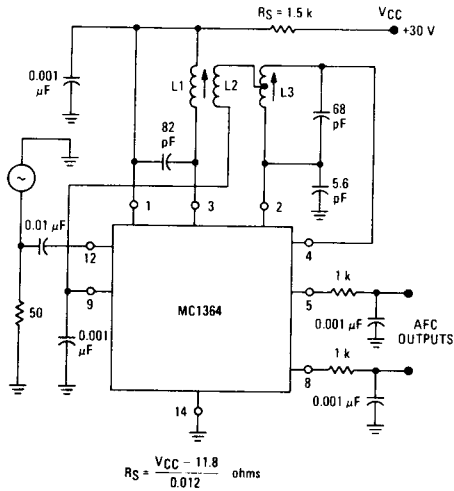 RS = 1.5 k
VCC
+30 V
0.001
µF
L1
L2
L3
82
pF
68
pF
5.6
pF
1
3
2
0.01 µF
12
4
9
MC1364
5
1 k
50
0.001
µF
0.001 µF
AFC
OUTPUTS
8
1 k
0.001 µF
14
RS = VCC − 11.8 / 0.012 ohms